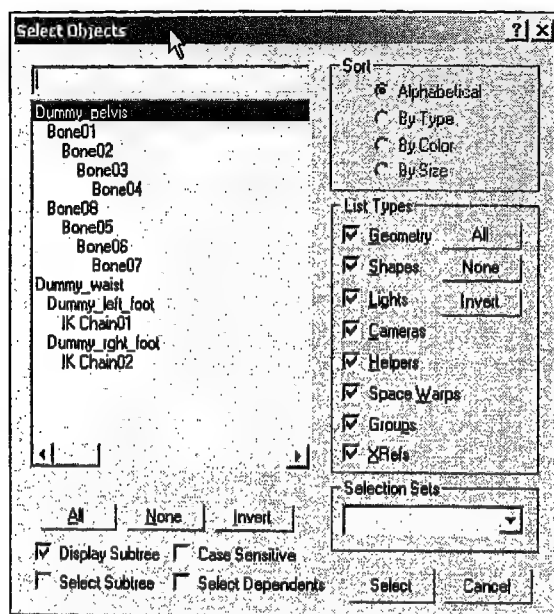 Select Objects
Sort
Alphabetical
By Type
By Color
By Size
Dummy_pelvis
Bone01
Bone02
Bone03
Bone04
Bone08
Bone05
Bone06
Bone07
Dummy_waist
Dummy_left_foot
IK Chain01
Dummy_right_foot
IK Chain02
List Types
Geometry All
Shapes None
Lights Invert
Cameras
Helpers
Space Warps
Groups
XRefs
Selection Sets
All None Invert
Display Subtree Case Sensitive
Select Subtree Select Dependents
Select Cancel